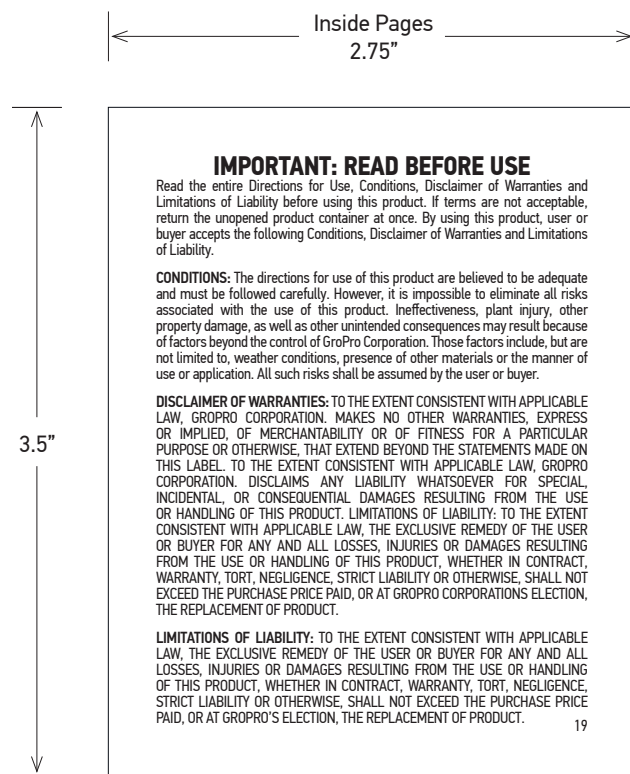 Inside Pages
2.75”
3.5”
IMPORTANT: READ BEFORE USE
Read the entire Directions for Use, Conditions, Disclaimer of Warranties and
Limitations of Liability before using this product. If terms are not acceptable,
return the unopened product container at once. By using this product, user or
buyer accepts the following Conditions, Disclaimer of Warranties and Limitations
of Liability.
CONDITIONS: The directions for use of this product are believed to be adequate
and must be followed carefully. However, it is impossible to eliminate all risks
associated with the use of this product. Ineffectiveness, plant injury, other
property damage, as well as other unintended consequences may result because
of factors beyond the control of GroPro Corporation. Those factors include, but are
not limited to, weather conditions, presence of other materials or the manner of
use or application. All such risks shall be assumed by the user or buyer.
DISCLAIMER OF WARRANTIES: TO THE EXTENT CONSISTENT WITH APPLICABLE
LAW, GROPRO CORPORATION. MAKES NO OTHER WARRANTIES, EXPRESS
OR IMPLIED, OF MERCHANTABILITY OR OF FITNESS FOR A PARTICULAR
PURPOSE OR OTHERWISE, THAT EXTEND BEYOND THE STATEMENTS MADE ON
THIS LABEL. TO THE EXTENT CONSISTENT WITH APPLICABLE LAW, GROPRO
CORPORATION. DISCLAIMS ANY LIABILITY WHATSOEVER FOR SPECIAL,
INCIDENTAL, OR CONSEQUENTIAL DAMAGES RESULTING FROM THE USE
OR HANDLING OF THIS PRODUCT. LIMITATIONS OF LIABILITY: TO THE EXTENT
CONSISTENT WITH APPLICABLE LAW, THE EXCLUSIVE REMEDY OF THE USER
OR BUYER FOR ANY AND ALL LOSSES, INJURIES OR DAMAGES RESULTING
FROM THE USE OR HANDLING OF THIS PRODUCT, WHETHER IN CONTRACT,
WARRANTY, TORT, NEGLIGENCE, STRICT LIABILITY OR OTHERWISE, SHALL NOT
EXCEED THE PURCHASE PRICE PAID, OR AT GROPRO CORPORATIONS ELECTION,
THE REPLACEMENT OF PRODUCT.
LIMITATIONS OF LIABILITY: TO THE EXTENT CONSISTENT WITH APPLICABLE
LAW, THE EXCLUSIVE REMEDY OF THE USER OR BUYER FOR ANY AND ALL
LOSSES, INJURIES OR DAMAGES RESULTING FROM THE USE OR HANDLING
OF THIS PRODUCT, WHETHER IN CONTRACT, WARRANTY, TORT, NEGLIGENCE,
STRICT LIABILITY OR OTHERWISE, SHALL NOT EXCEED THE PURCHASE PRICE
PAID, OR AT GROPRO’S ELECTION, THE REPLACEMENT OF PRODUCT.
19